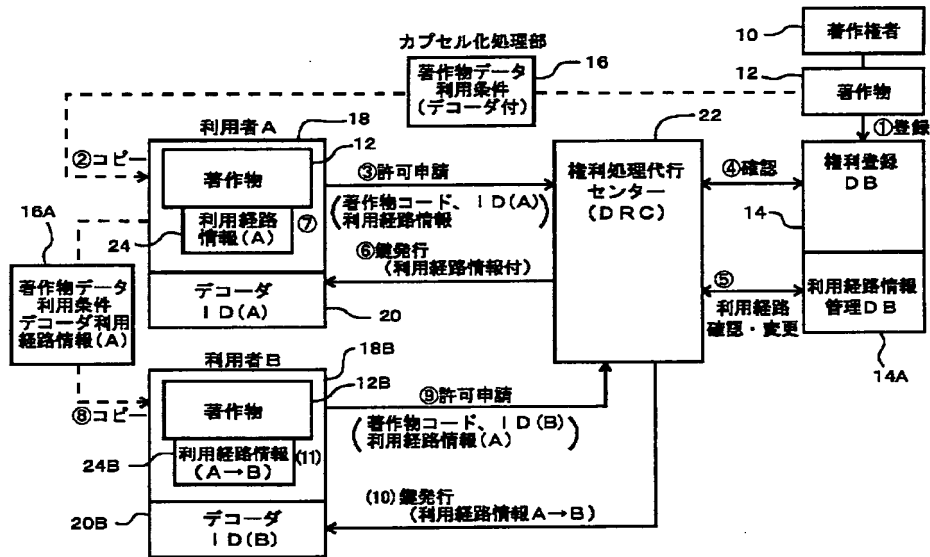 10
著作権者
カプセル化処理部
16
著作物データ
利用条件
(デコーダ付)
12
著作物
①登録
22
利用者A
18
②コピー
12
著作物
③許可申請
(著作物コード、ID(A)
利用経路情報)
権利処理代行
センター
(DRC)
④確認
権利登録
DB
14
16A
24
利用経路
情報(A)
⑦
⑥鍵発行
(利用経路情報付)
⑤
利用経路
確認・変更
利用経路情報
管理DB
14A
著作物データ
利用条件
デコーダ利用
経路情報(A)
デコーダ
ID(A)
20
利用者B
18B
12B
⑧コピー
著作物
⑨許可申請
(著作物コード、ID(B)
利用経路情報(A))
24B
利用経路情報
(A→B)
(11)
(10)鍵発行
(利用経路情報A→B)
20B
デコーダ
ID(B)